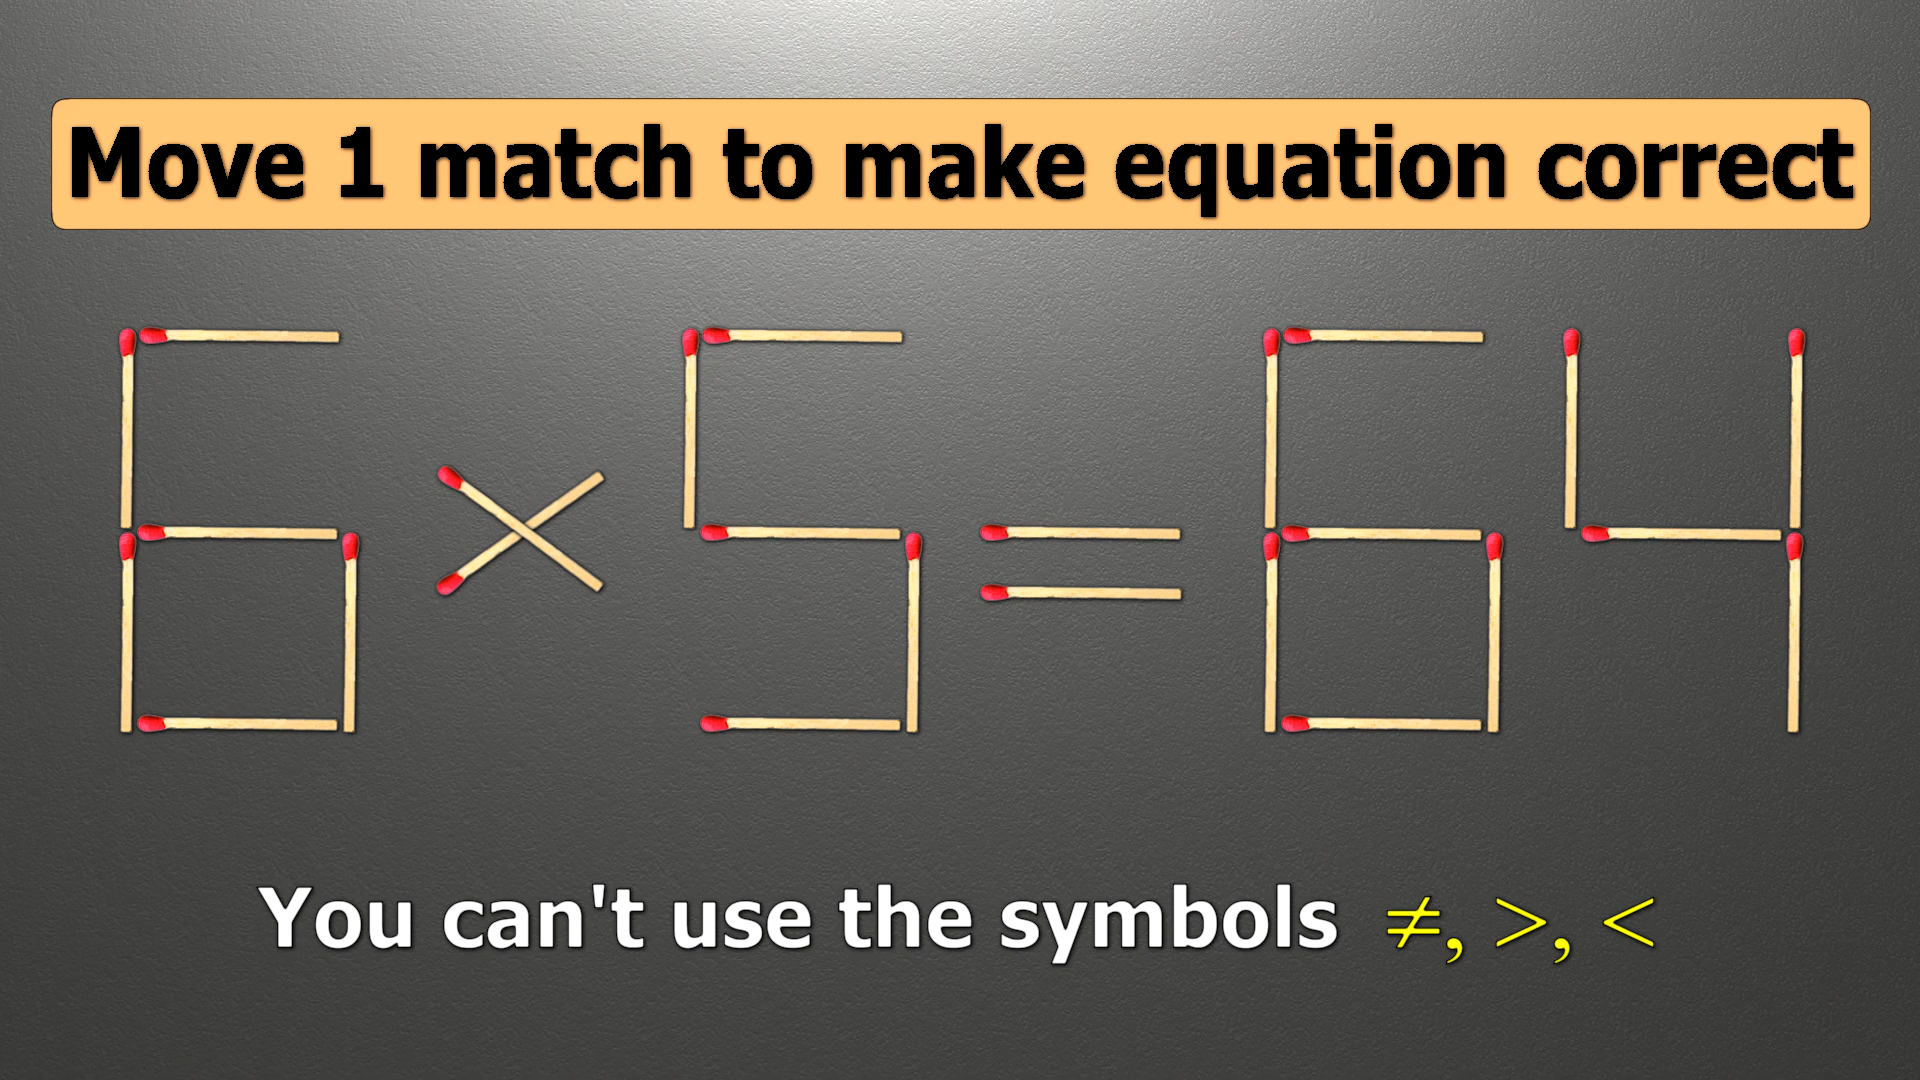 Move 1 match to make equation correct
6×5=64
You can't use the symbols ≠, >, <